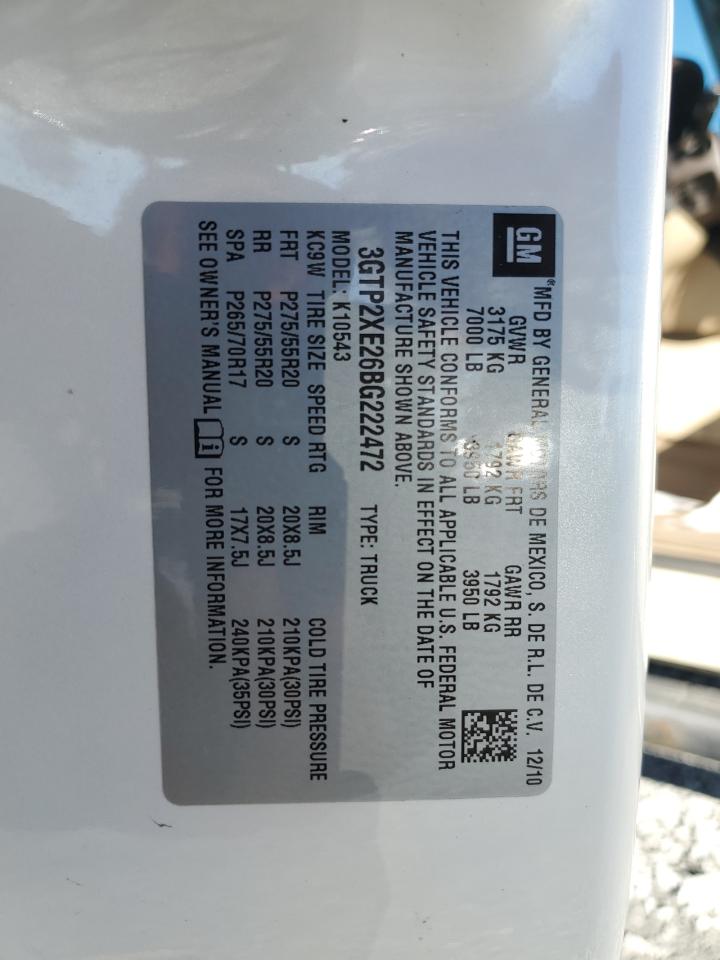 GM
®MFD BY GENERAL MOTORS DE MEXICO, S. DE R.L. DE C.V. 12/10
GVWR GAWR FRT GAWR RR
3175 KG 1792 KG 1792 KG
7000 LB 3950 LB 3950 LB
THIS VEHICLE CONFORMS TO ALL APPLICABLE U.S. FEDERAL MOTOR
VEHICLE SAFETY STANDARDS IN EFFECT ON THE DATE OF
MANUFACTURE SHOWN ABOVE.
3GTP2XE26BG222472 TYPE: TRUCK
MODEL: K10543
KC9W TIRE SIZE SPEED RTG RIM COLD TIRE PRESSURE
FRT P275/55R20 S 20X8.5J 210KPA(30PSI)
RR P275/55R20 S 20X8.5J 210KPA(30PSI)
SPA P265/70R17 S 17X7.5J 240KPA(35PSI)
SEE OWNER'S MANUAL FOR MORE INFORMATION.